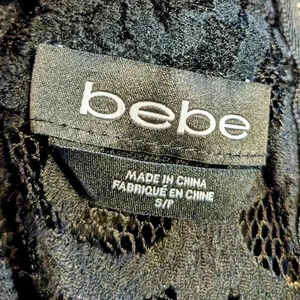 bebe
MADE IN CHINA
FABRIQUÉ EN CHINE
S/P